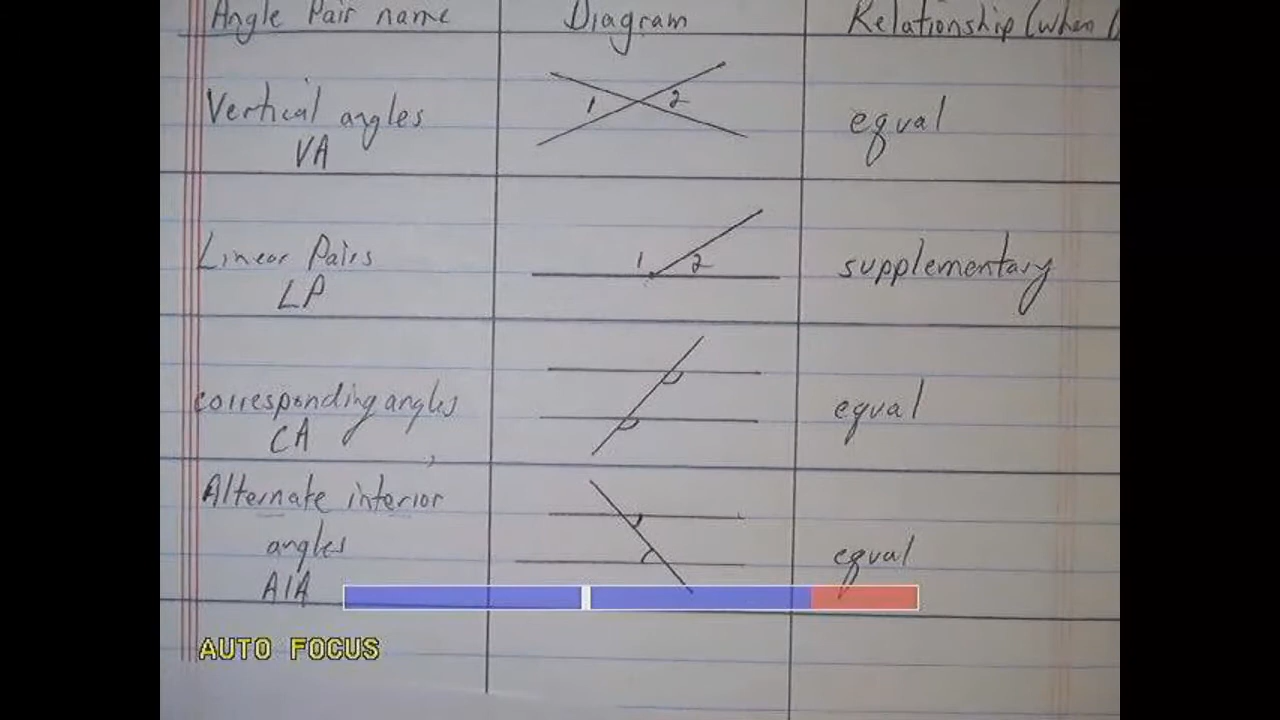 Angle Pair name Diagram Relationship (when
Vertical angles 1 2 equal
VA
Linear Pairs 1 2 supplementary
LP
corresponding angles equal
CA
Alternate interior
angles equal
AIA
AUTO FOCUS